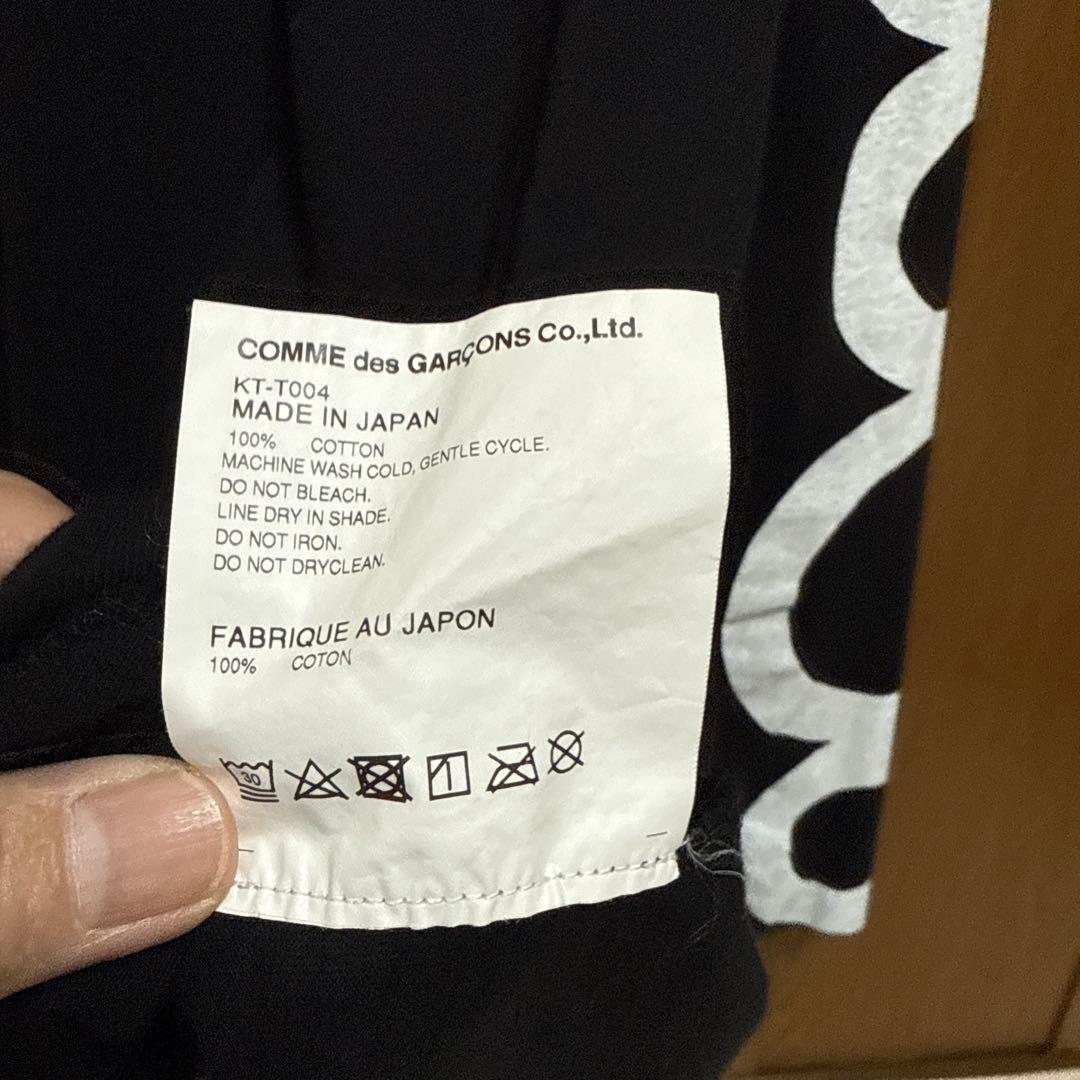 COMME des GARÇONS Co.,Ltd.
KT-T004
MADE IN JAPAN
100% COTTON
MACHINE WASH COLD, GENTLE CYCLE.
DO NOT BLEACH.
LINE DRY IN SHADE.
DO NOT IRON.
DO NOT DRYCLEAN.
FABRIQUE AU JAPON
100% COTON
30